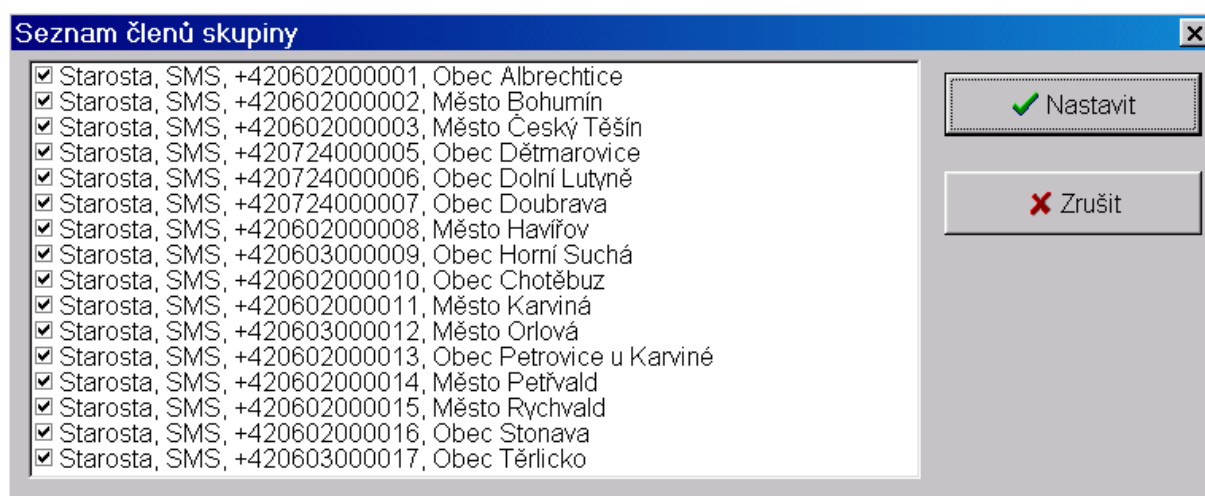 Seznam členů skupiny
Starosta, SMS, +420602000001, Obec Albrechtice
Starosta, SMS, +420602000002, Město Bohumín
Starosta, SMS, +420602000003, Město Český Těšín
Starosta, SMS, +420724000005, Obec Dětmarovice
Starosta, SMS, +420724000006, Obec Dolní Lutyně
Starosta, SMS, +420724000007, Obec Doubrava
Starosta, SMS, +420602000008, Město Havířov
Starosta, SMS, +420603000009, Obec Horní Suchá
Starosta, SMS, +420602000010, Obec Chotěbuz
Starosta, SMS, +420602000011, Město Karviná
Starosta, SMS, +420603000012, Město Orlová
Starosta, SMS, +420602000013, Obec Petrovice u Karviné
Starosta, SMS, +420602000014, Město Petřvald
Starosta, SMS, +420602000015, Město Rychvald
Starosta, SMS, +420602000016, Obec Stonava
Starosta, SMS, +420603000017, Obec Těrlicko
Nastavit
Zrušit